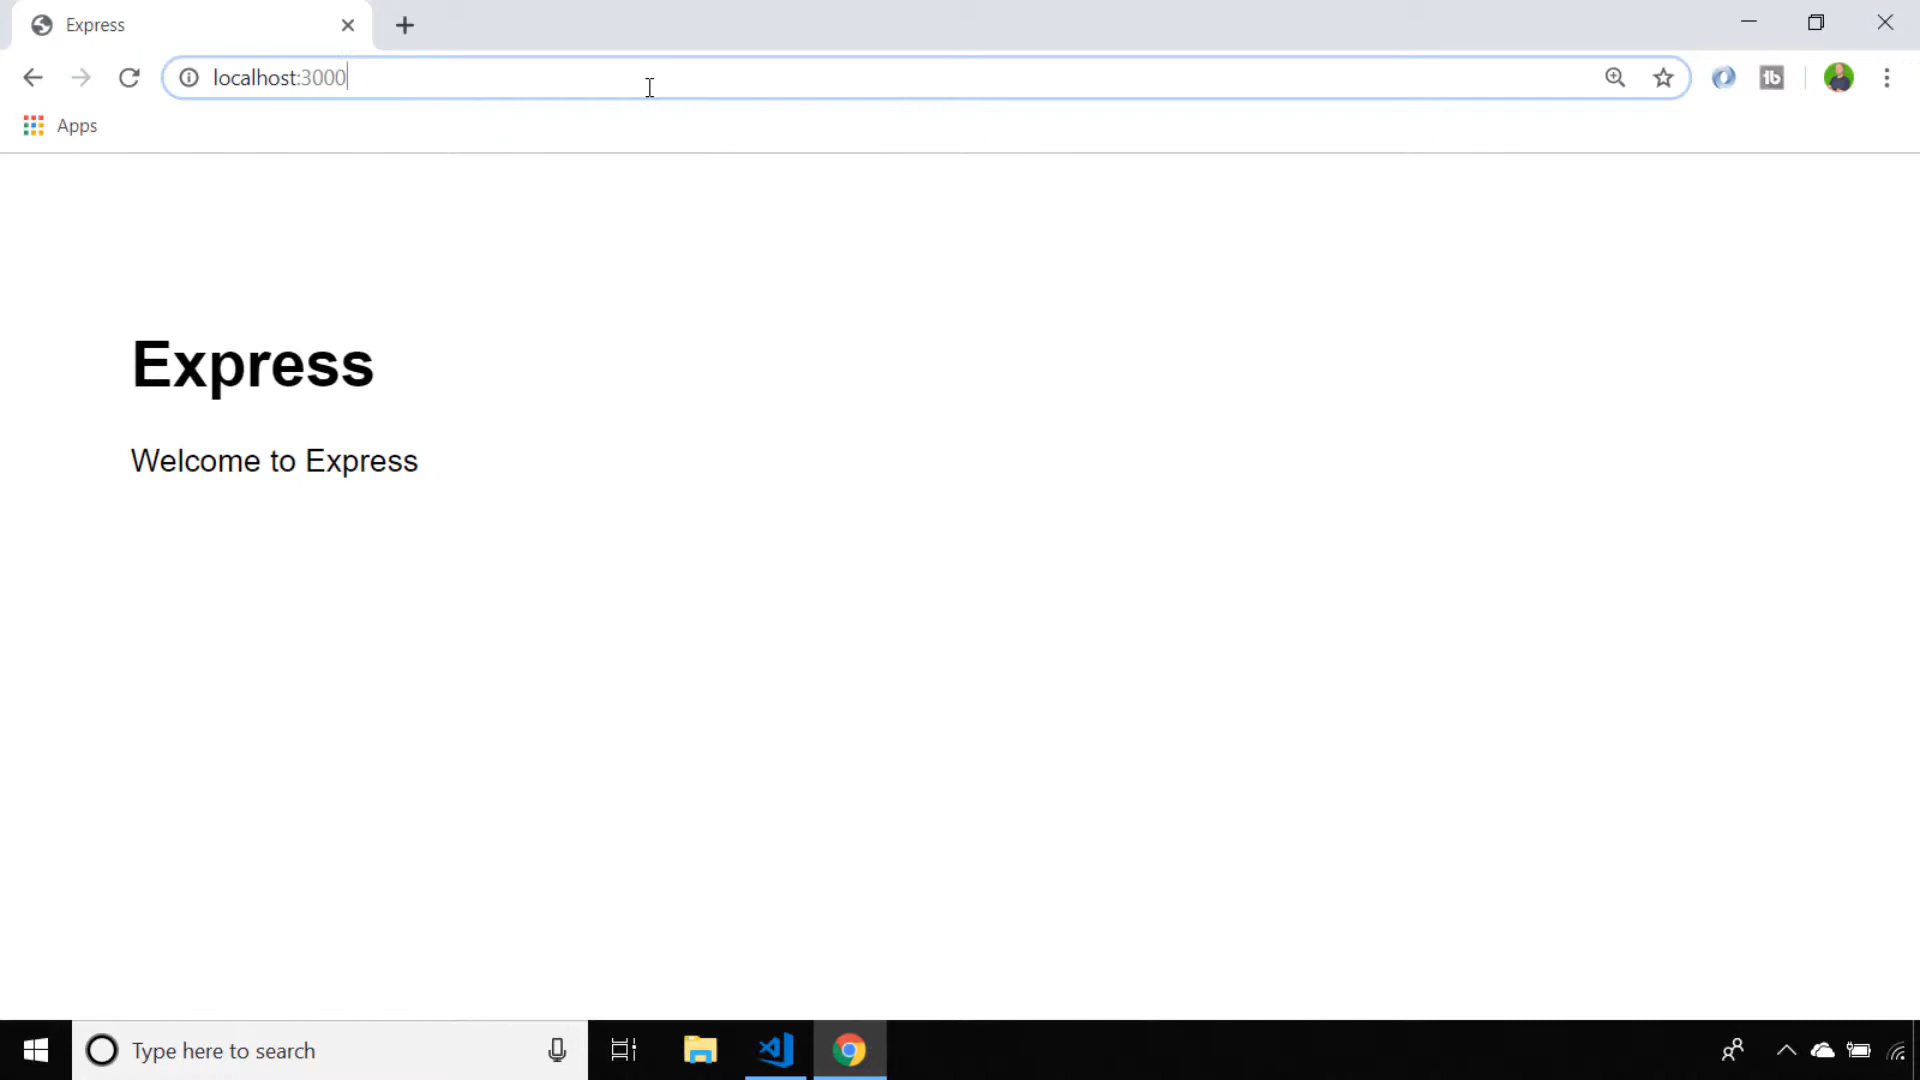 Express
localhost:3000
Apps
Express
Welcome to Express
Type here to search